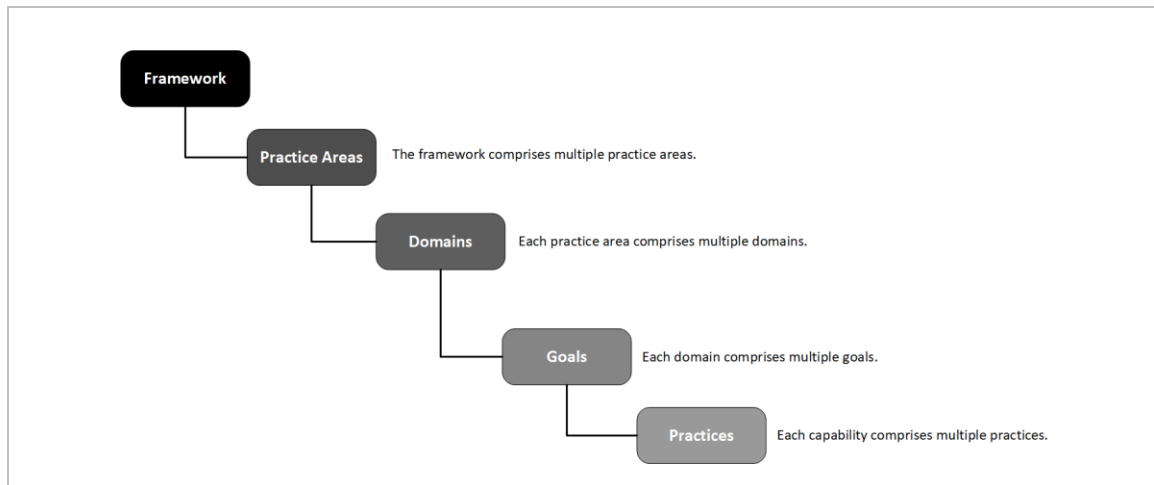 Framework
Practice Areas
The framework comprises multiple practice areas.
Domains
Each practice area comprises multiple domains.
Goals
Each domain comprises multiple goals.
Practices
Each capability comprises multiple practices.